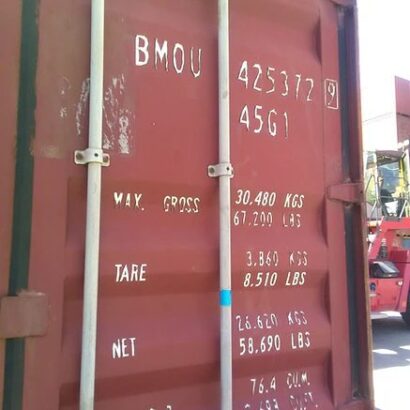 BMOU 425372 9
45G1
MAX. GROSS 30,480 KGS
67,200 LBS
3,860 KGS
TARE 8,510 LBS
26,620 KGS
NET 58,690 LBS
76.4 CU.M.